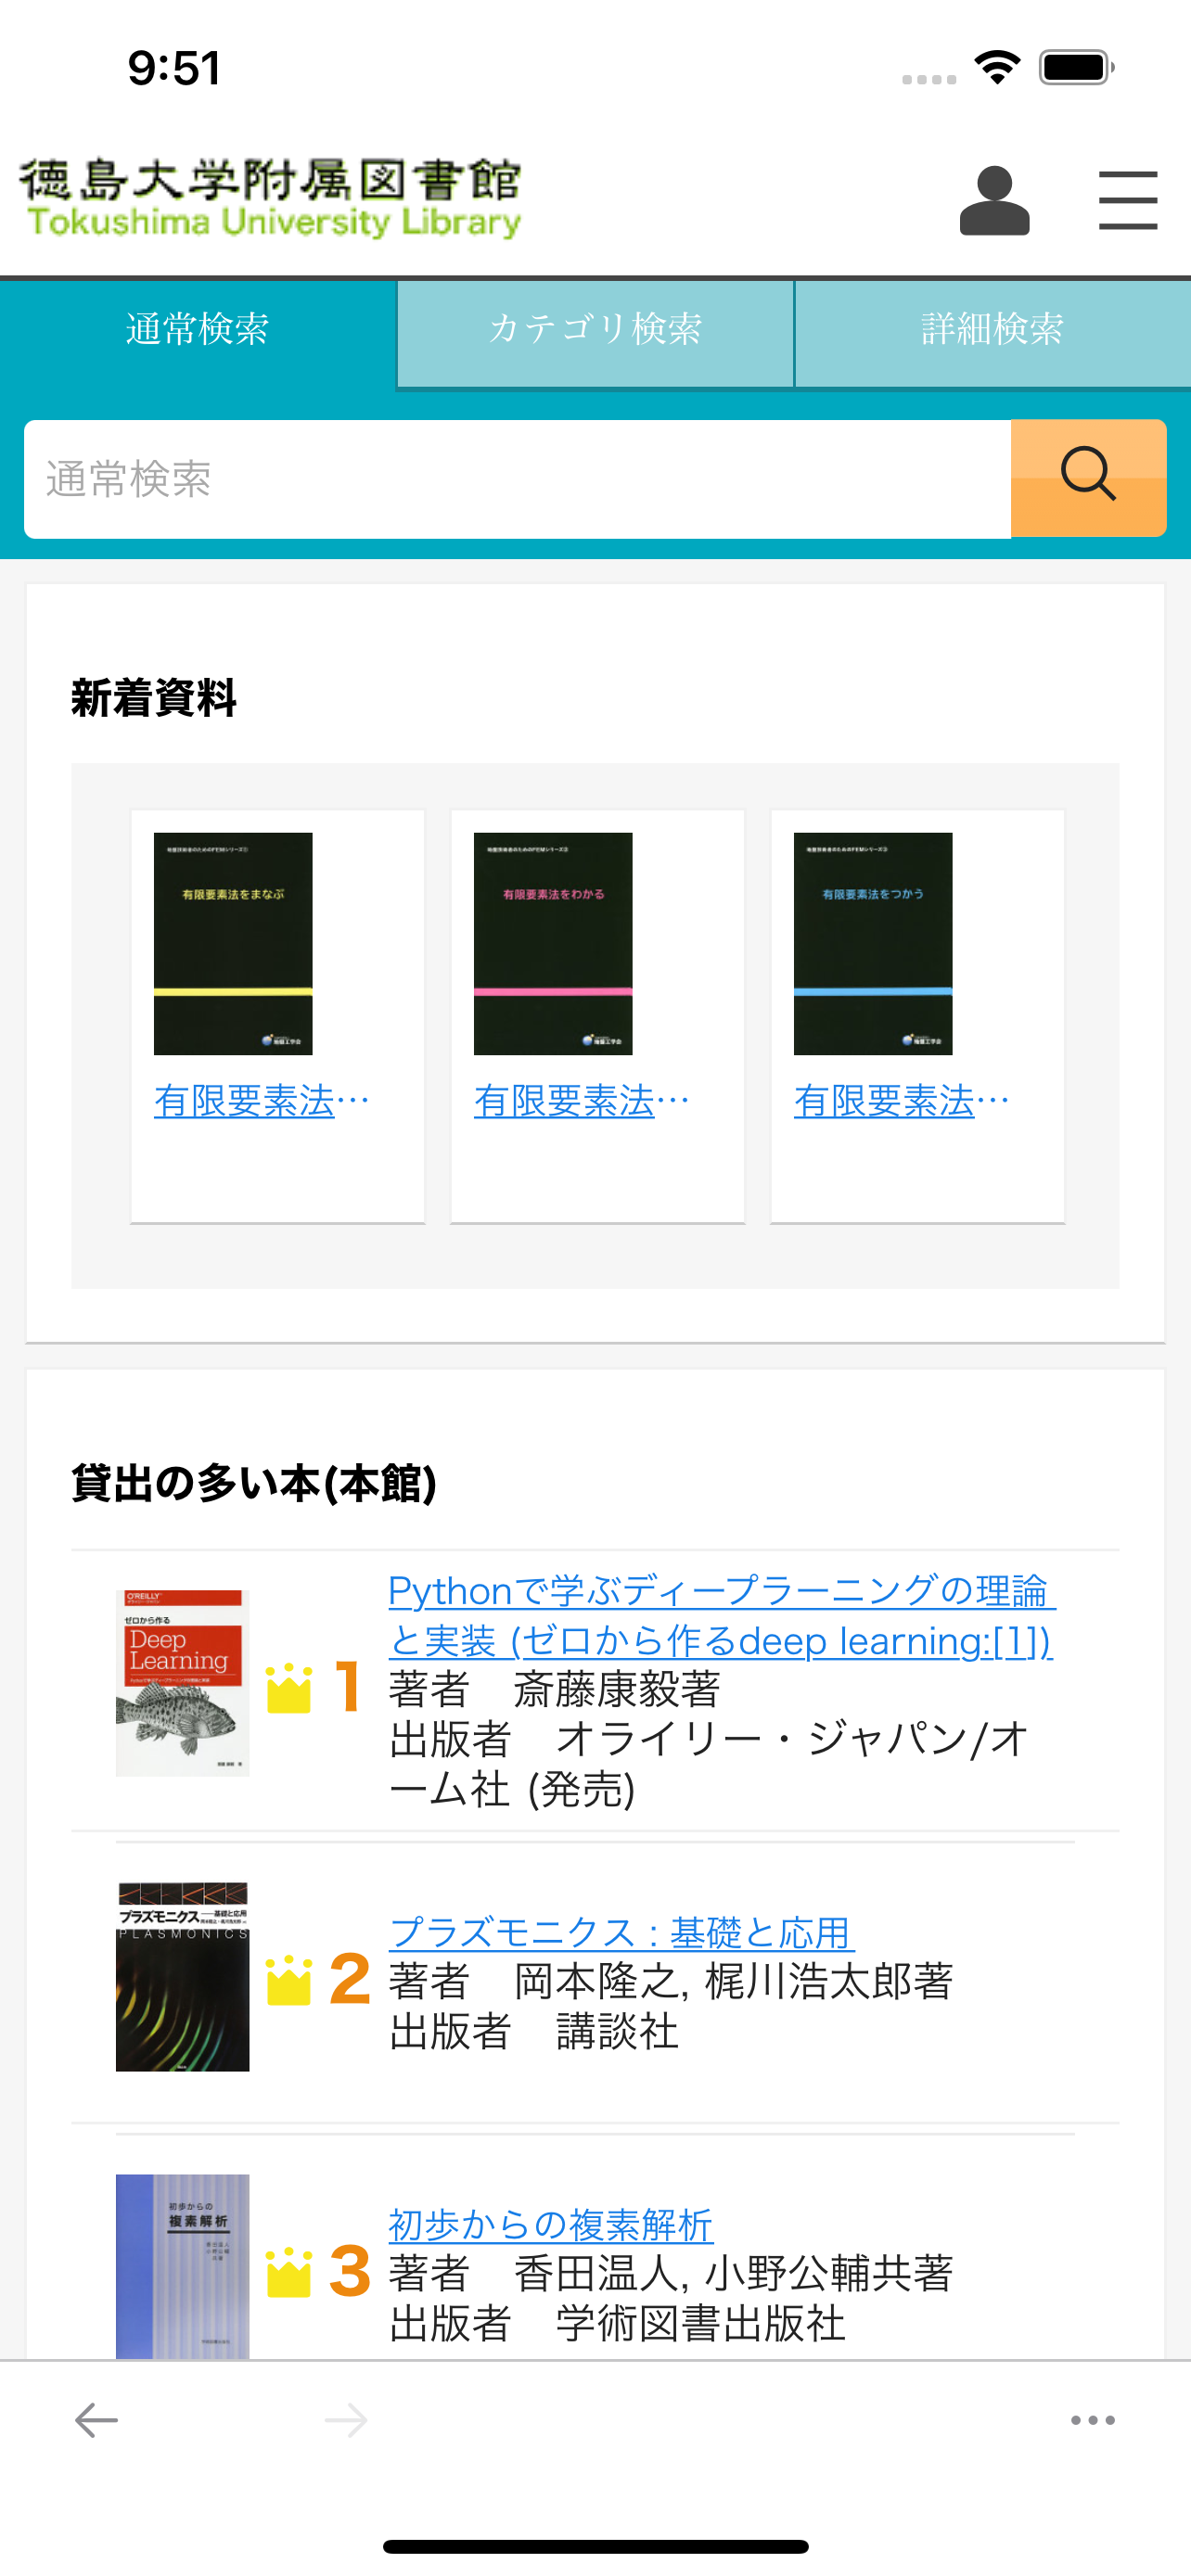 9:51
徳島大学附属図書館
Tokushima University Library
通常検索
カテゴリ検索
詳細検索
通常検索
新着資料
有限要素法をまなぶ
有限要素法をわかる
有限要素法をつかう
有限要素法…
有限要素法…
有限要素法…
貸出の多い本(本館)
O'REILLY
ゼロから作る
Deep
Learning
1
Pythonで学ぶディープラーニングの理論
と実装 (ゼロから作るdeep learning:[1])
著者　斎藤康毅著
出版者　オライリー・ジャパン/オ
ーム社 (発売)
プラズモニクス
基礎と応用
PLASMONICS
2
プラズモニクス : 基礎と応用
著者　岡本隆之, 梶川浩太郎著
出版者　講談社
初歩からの
複素解析
3
初歩からの複素解析
著者　香田温人, 小野公輔共著
出版者　学術図書出版社